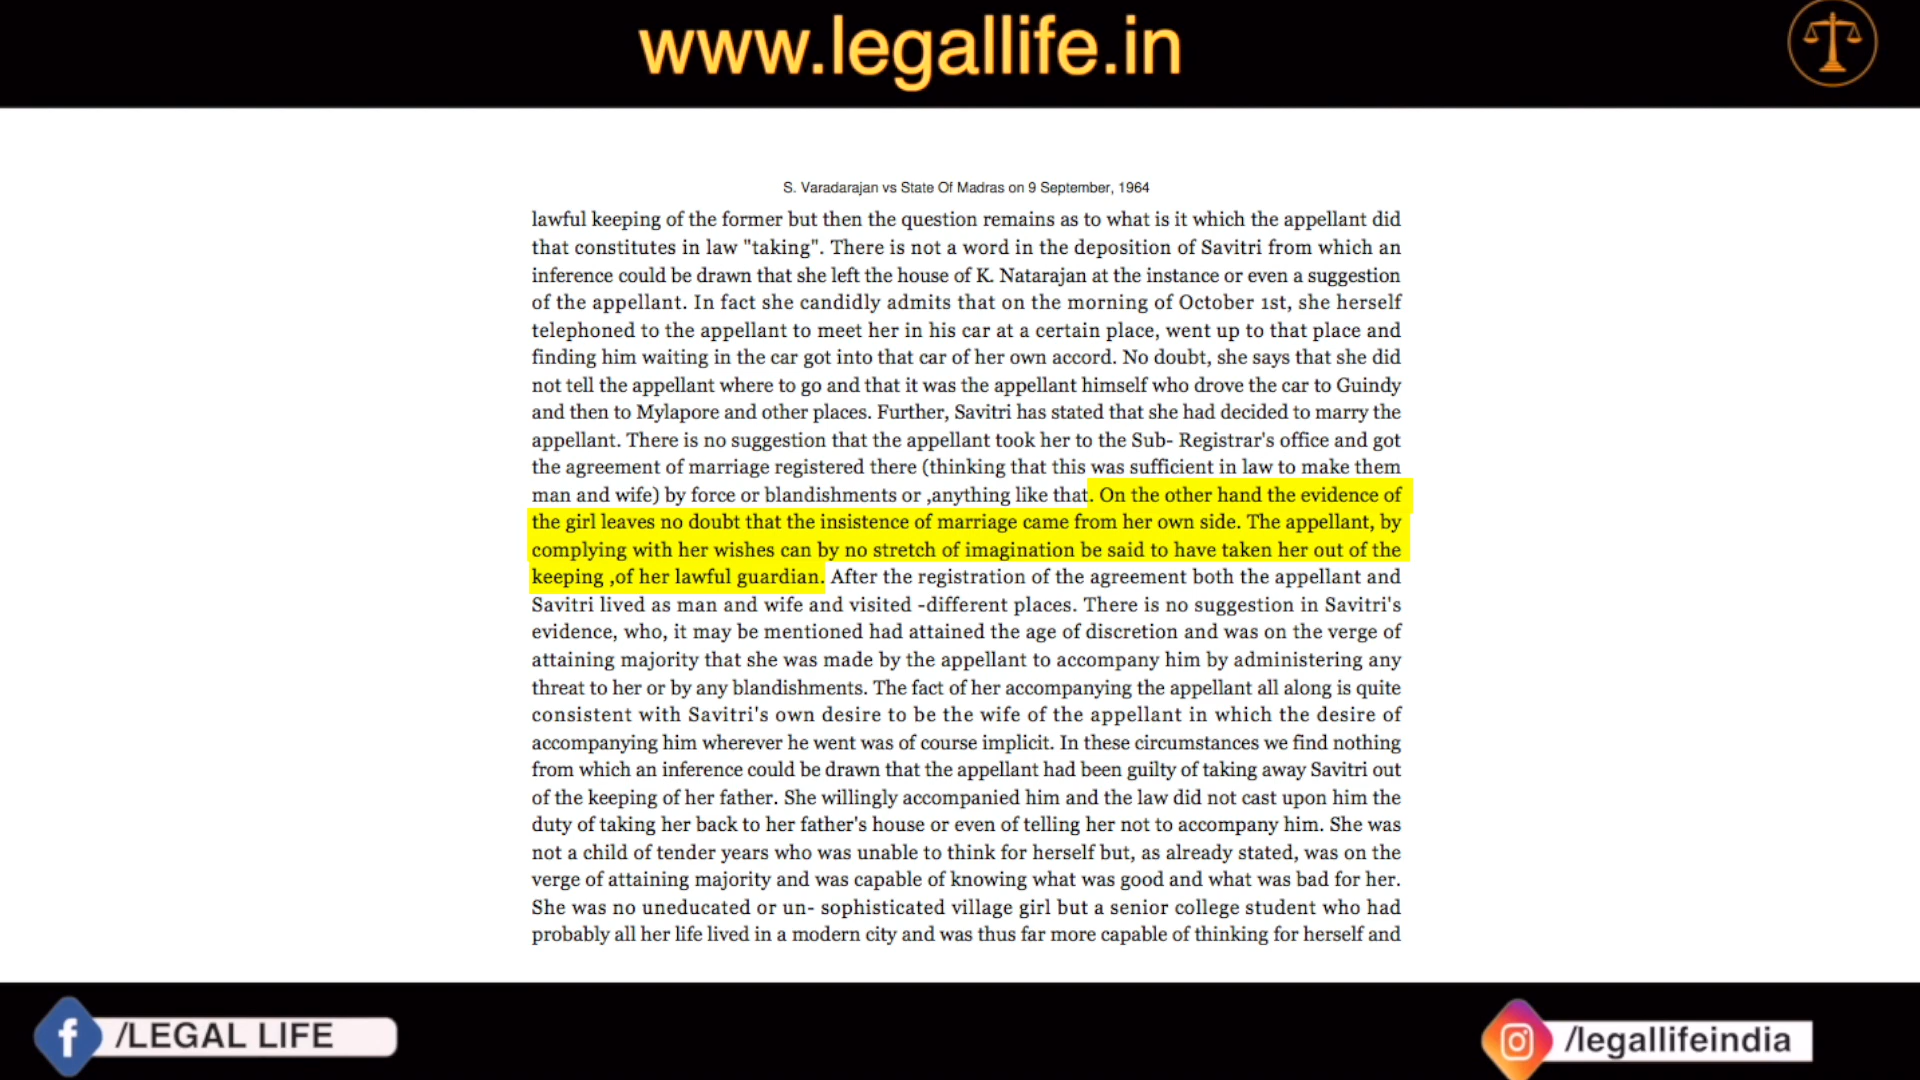 www.legallife.in
S. Varadarajan vs State Of Madras on 9 September, 1964
lawful keeping of the former but then the question remains as to what is it which the appellant did
that constitutes in law "taking". There is not a word in the deposition of Savitri from which an
inference could be drawn that she left the house of K. Natarajan at the instance or even a suggestion
of the appellant. In fact she candidly admits that on the morning of October 1st, she herself
telephoned to the appellant to meet her in his car at a certain place, went up to that place and
finding him waiting in the car got into that car of her own accord. No doubt, she says that she did
not tell the appellant where to go and that it was the appellant himself who drove the car to Guindy
and then to Mylapore and other places. Further, Savitri has stated that she had decided to marry the
appellant. There is no suggestion that the appellant took her to the Sub- Registrar's office and got
the agreement of marriage registered there (thinking that this was sufficient in law to make them
man and wife) by force or blandishments or ,anything like that. On the other hand the evidence of
the girl leaves no doubt that the insistence of marriage came from her own side. The appellant, by
complying with her wishes can by no stretch of imagination be said to have taken her out of the
keeping ,of her lawful guardian. After the registration of the agreement both the appellant and
Savitri lived as man and wife and visited -different places. There is no suggestion in Savitri's
evidence, who, it may be mentioned had attained the age of discretion and was on the verge of
attaining majority that she was made by the appellant to accompany him by administering any
threat to her or by any blandishments. The fact of her accompanying the appellant all along is quite
consistent with Savitri's own desire to be the wife of the appellant in which the desire of
accompanying him wherever he went was of course implicit. In these circumstances we find nothing
from which an inference could be drawn that the appellant had been guilty of taking away Savitri out
of the keeping of her father. She willingly accompanied him and the law did not cast upon him the
duty of taking her back to her father's house or even of telling her not to accompany him. She was
not a child of tender years who was unable to think for herself but, as already stated, was on the
verge of attaining majority and was capable of knowing what was good and what was bad for her.
She was no uneducated or un- sophisticated village girl but a senior college student who had
probably all her life lived in a modern city and was thus far more capable of thinking for herself and
f /LEGAL LIFE
/legallifeindia